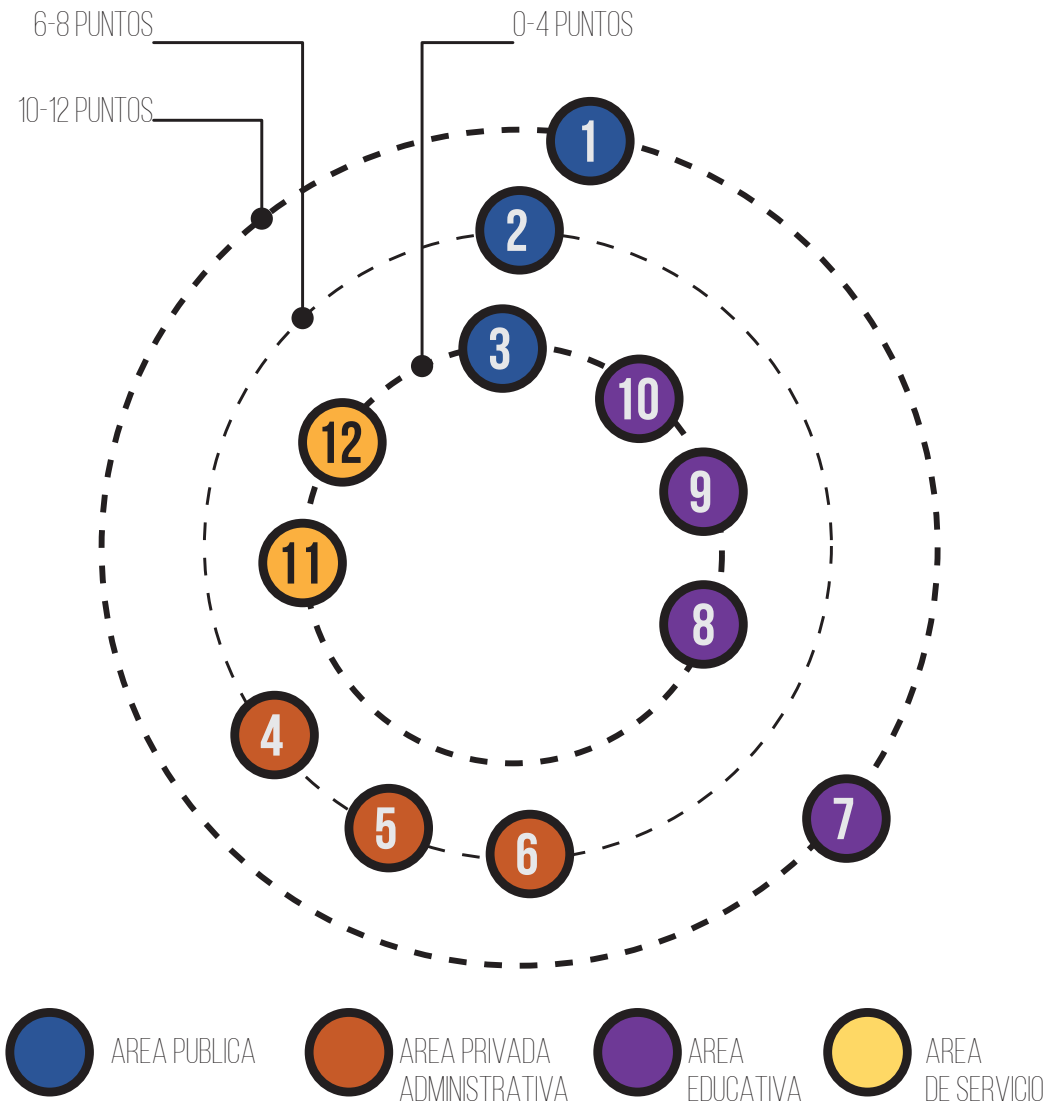 6-8 PUNTOS
0-4 PUNTOS
10-12 PUNTOS
1
2
3
10
12
9
11
8
4
7
5
6
AREA PUBLICA
AREA PRIVADA
ADMINISTRATIVA
AREA
EDUCATIVA
AREA
DE SERVICIO